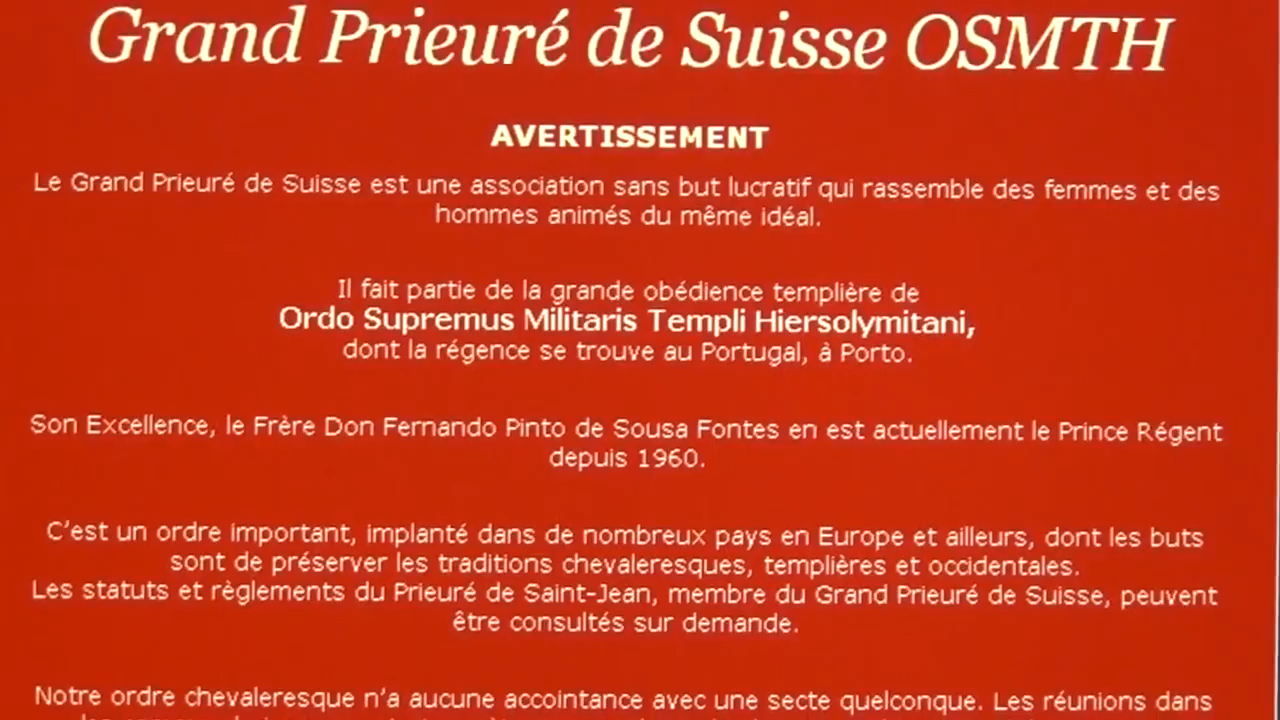 Grand Prieuré de Suisse OSMTH
AVERTISSEMENT
Le Grand Prieuré de Suisse est une association sans but lucratif qui rassemble des femmes et des
hommes animés du même idéal.
Il fait partie de la grande obédience templière de
Ordo Supremus Militaris Templi Hiersolymitani,
dont la régence se trouve au Portugal, à Porto.
Son Excellence, le Frère Don Fernando Pinto de Sousa Fontes en est actuellement le Prince Régent
depuis 1960.
C’est un ordre important, implanté dans de nombreux pays en Europe et ailleurs, dont les buts
sont de préserver les traditions chevaleresques, templières et occidentales.
Les statuts et règlements du Prieuré de Saint-Jean, membre du Grand Prieuré de Suisse, peuvent
être consultés sur demande.
Notre ordre chevaleresque n’a aucune accointance avec une secte quelconque. Les réunions dans